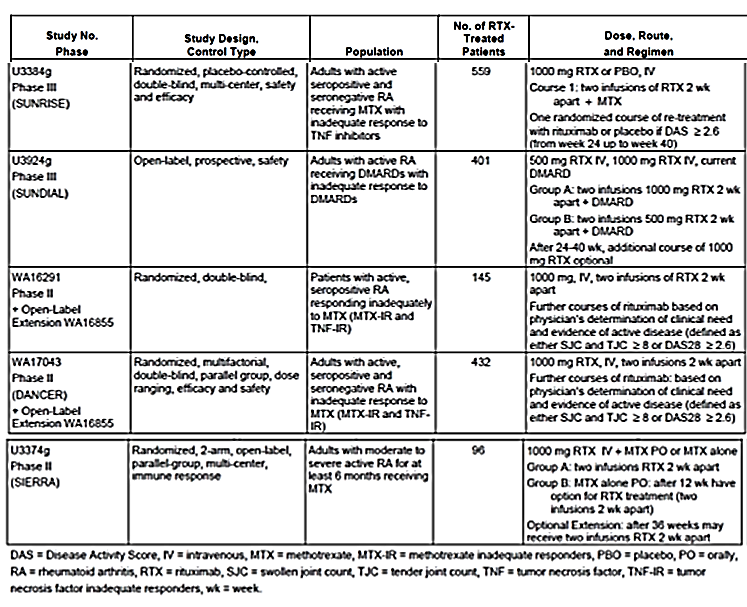 Study No.
Phase
Study Design,
Control Type
Population
No. of RTX-
Treated
Patients
Dose, Route,
and Regimen
U3384g
Phase III
(SUNRISE)
Randomized, placebo-controlled,
double-blind, multi-center, safety
and efficacy
Adults with active
seropositive and
seronegative RA
receiving MTX with
inadequate response to
TNF inhibitors
559
1000 mg RTX or PBO, IV
Course 1: two infusions of RTX 2 wk
apart + MTX
One randomized course of re-treatment
with rituximab or placebo if DAS ≥ 2.6
(from week 24 up to week 40)
U3924g
Phase III
(SUNDIAL)
Open-label, prospective, safety
Adults with active RA
receiving DMARDs with
inadequate response to
DMARDs
401
500 mg RTX IV, 1000 mg RTX IV, current
DMARD
Group A: two infusions 1000 mg RTX 2 wk
apart + DMARD
Group B: two infusions 500 mg RTX 2 wk
apart + DMARD
After 24-40 wk, additional course of 1000
mg RTX optional
WA16291
Phase II
+ Open-Label
Extension WA16855
Randomized, double-blind,
Patients with active,
seropositive RA
responding inadequately
to MTX (MTX-IR and
TNF-IR)
145
1000 mg, IV, two infusions of RTX 2 wk
apart
Further courses of rituximab based on
physician's determination of clinical need
and evidence of active disease (defined as
either SJC and TJC ≥ 8 or DAS28 ≥ 2.6)
WA17043
Phase II
(DANCER)
+ Open-Label
Extension WA16855
Randomized, multifactorial,
double-blind, parallel group, dose
ranging, efficacy and safety
Adults with active,
seropositive and
seronegative RA with
inadequate response to
MTX (MTX-IR and TNF-
IR)
432
1000 mg RTX, IV, two infusions 2 wk apart
Further courses of rituximab: based on
physician's determination of clinical need
and evidence of active disease (defined as
either SJC and TJC ≥ 8 or DAS28 ≥ 2.6)
U3374g
Phase II
(SIERRA)
Randomized, 2-arm, open-label,
parallel-group, multi-center,
immune response
Adults with moderate to
severe active RA for at
least 6 months receiving
MTX
96
1000 mg RTX IV + MTX PO or MTX alone
Group A: two infusions RTX 2 wk apart
Group B: MTX alone PO: after 12 wk have
option for RTX treatment (two
infusions 2 wk apart)
Optional Extension: after 36 weeks may
receive two infusions RTX 2 wk apart
DAS = Disease Activity Score, IV = intravenous, MTX = methotrexate, MTX-IR = methotrexate inadequate responders, PBO = placebo, PO = orally,
RA = rheumatoid arthritis, RTX = rituximab, SJC = swollen joint count, TJC = tender joint count, TNF = tumor necrosis factor, TNF-IR = tumor
necrosis factor inadequate responders, wk = week.